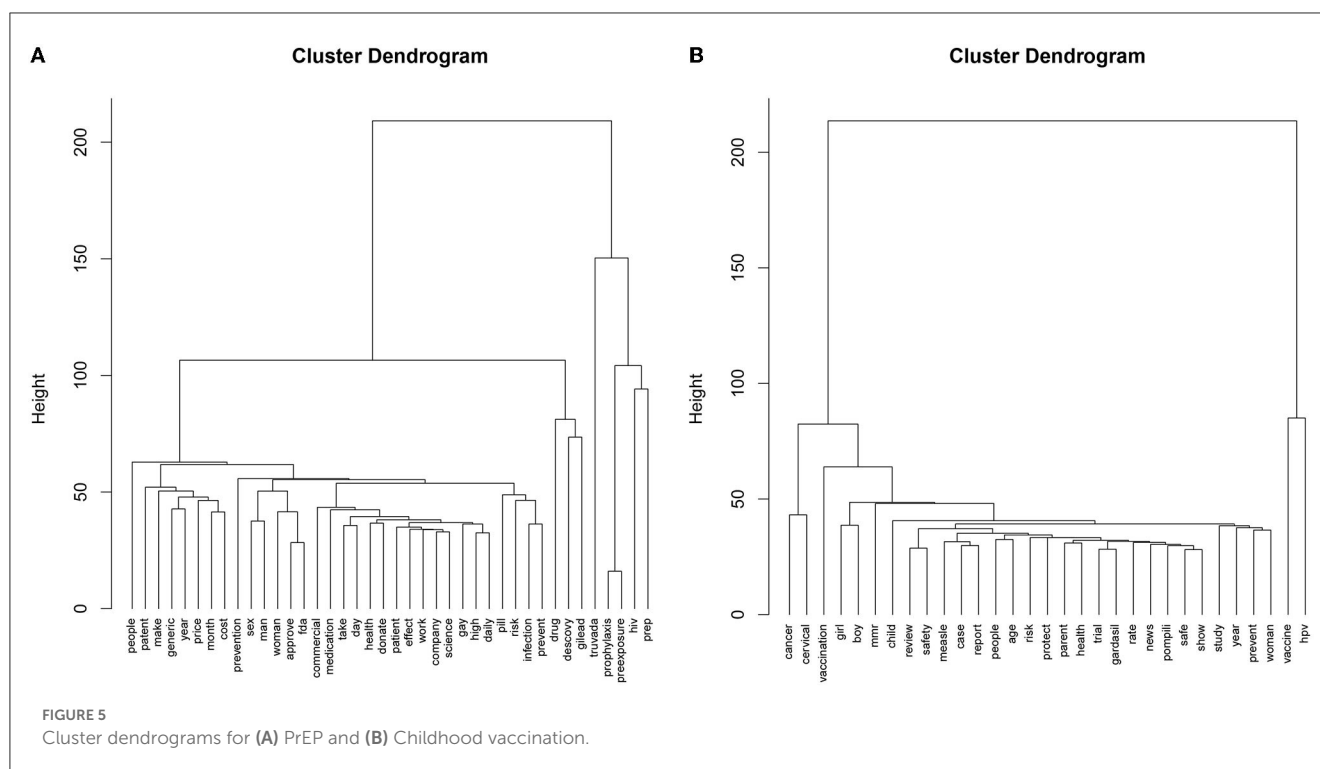 A
Cluster Dendrogram
Height
0
50
100
150
200
people
patent
make
generic
year
price
month
cost
prevention
sex
man
woman
approve
fda
commercial
medication
take
day
health
donate
patient
effect
work
company
science
gay
high
daily
pill
risk
infection
prevent
drug
descovy
gilead
truvada
prophylaxis
preexposure
hiv
prep
B
Cluster Dendrogram
Height
0
50
100
150
200
cancer
cervical
vaccination
girl
boy
mmr
child
review
safety
measle
case
report
people
age
risk
protect
parent
health
trial
gardasil
rate
news
pompili
safe
show
study
year
prevent
woman
vaccine
hpv
FIGURE 5
Cluster dendrograms for (A) PrEP and (B) Childhood vaccination.